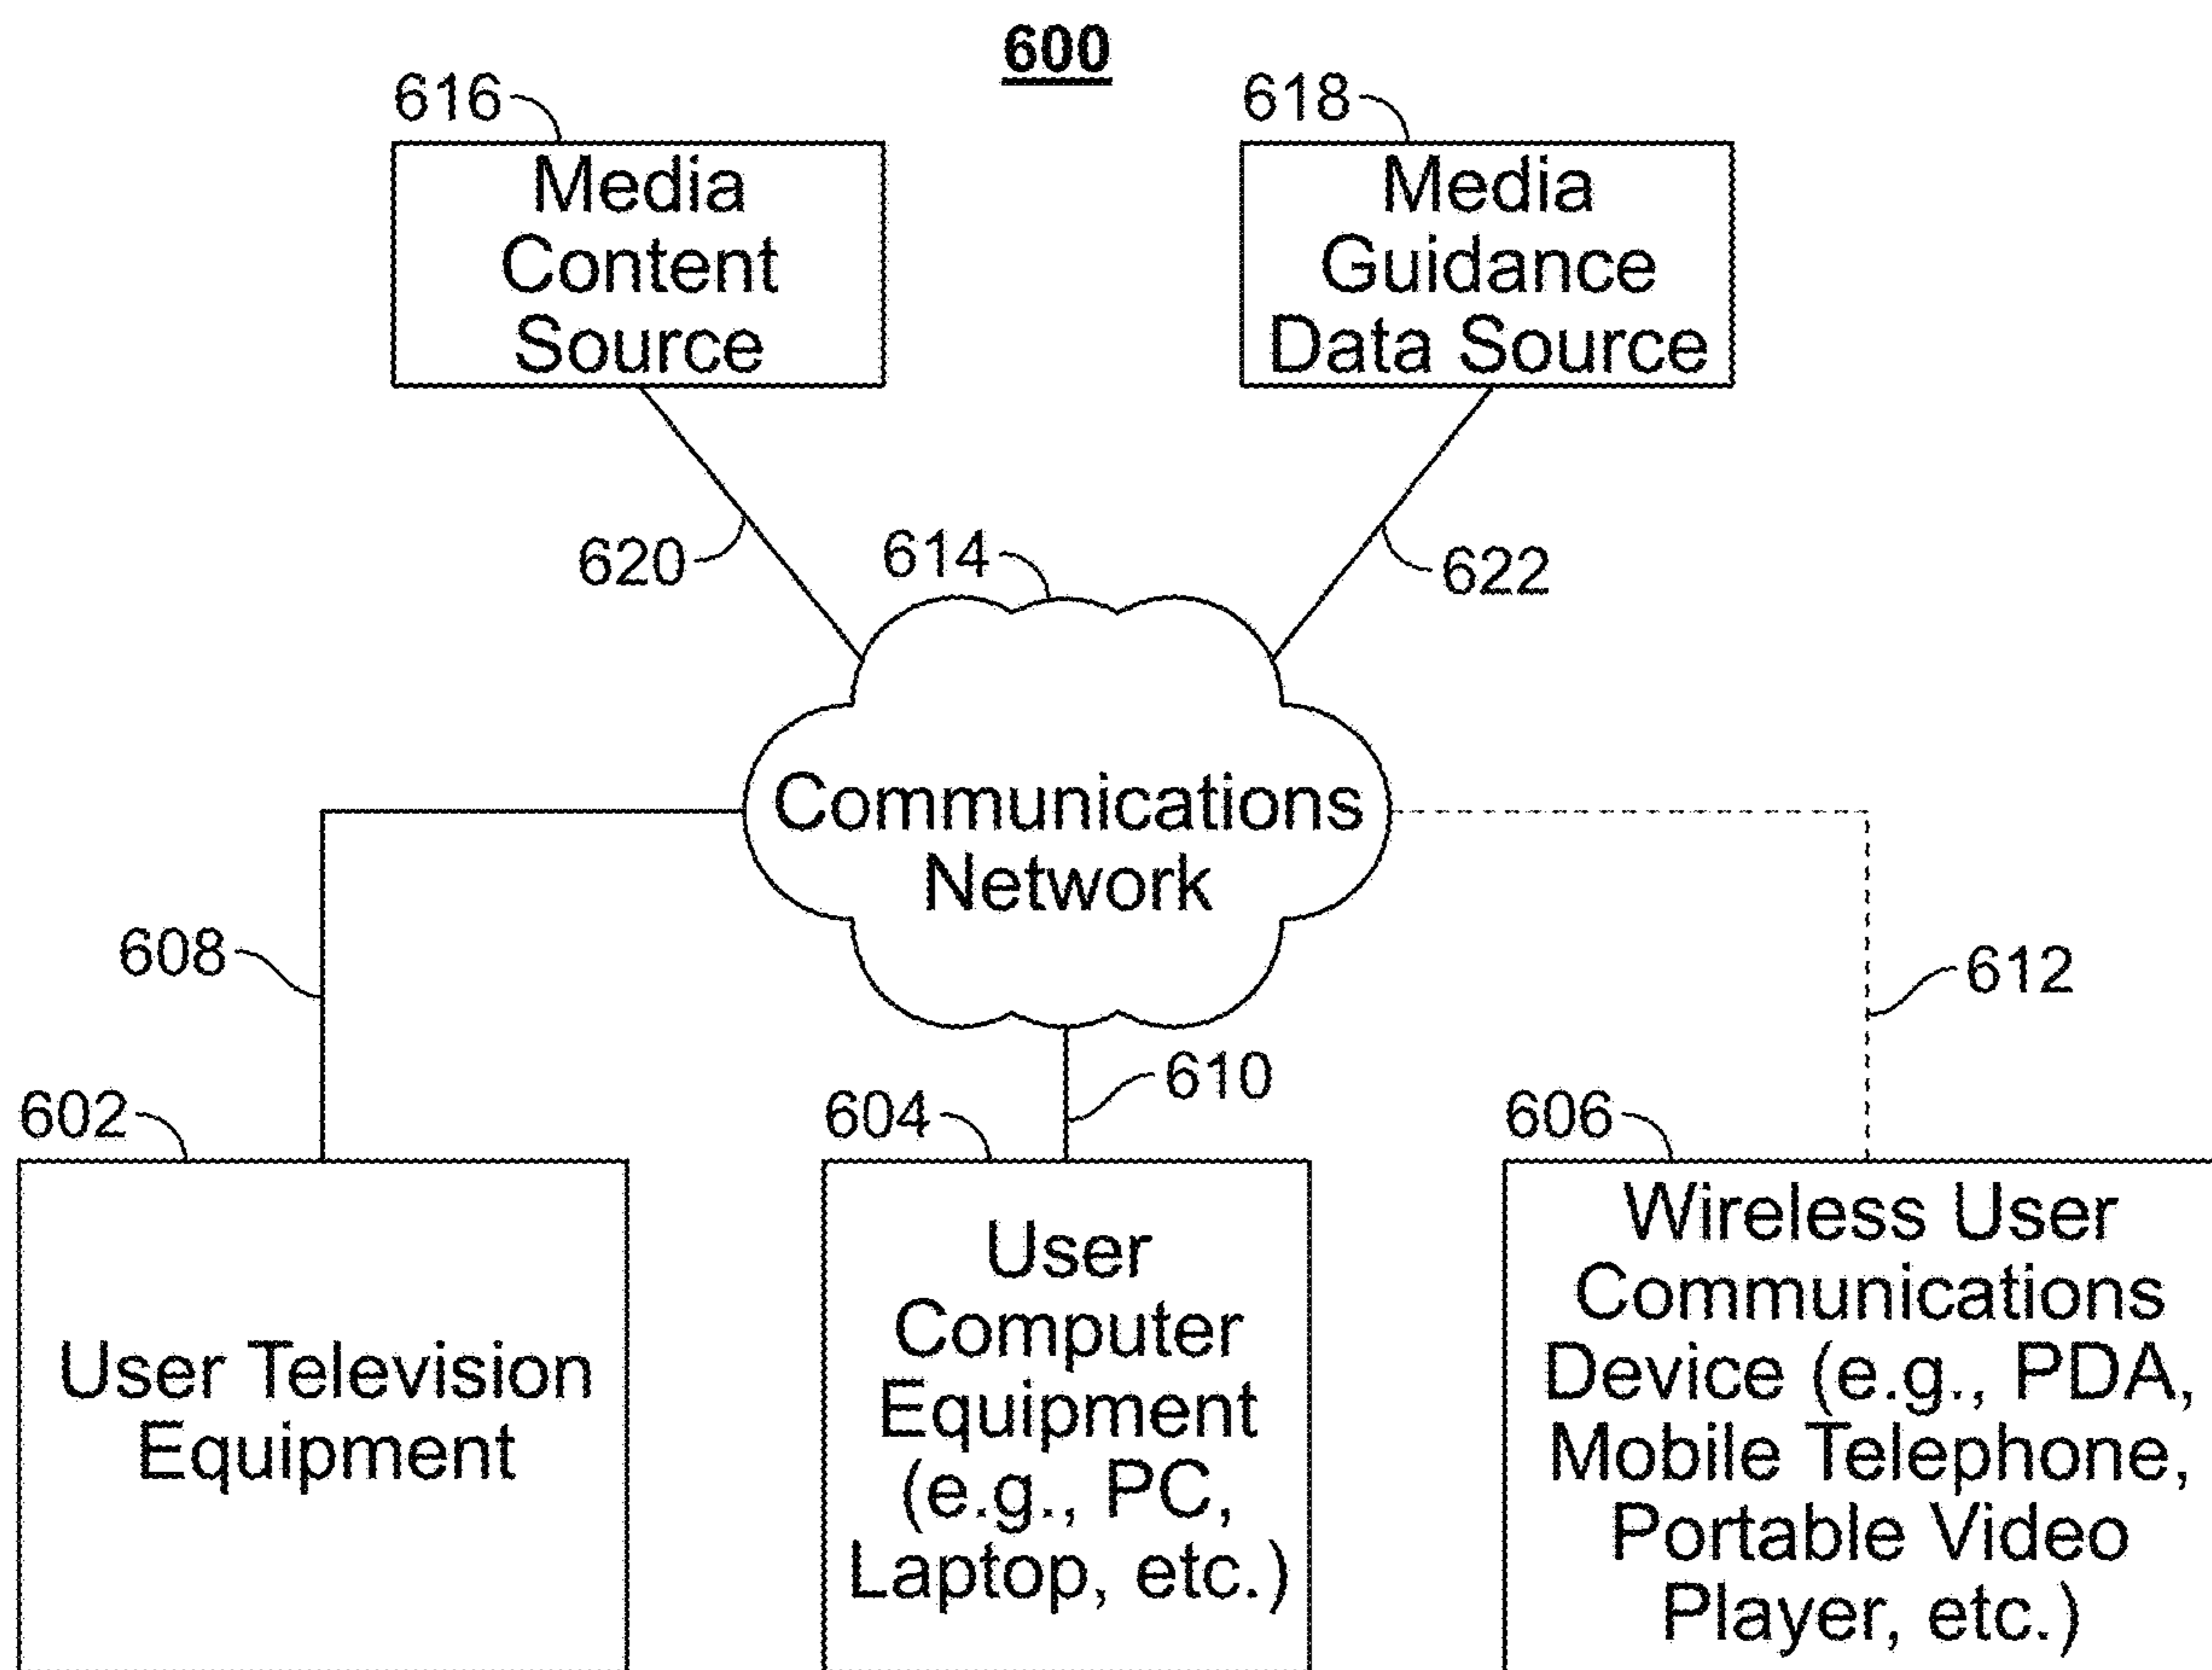 600
616
618
Media
Content
Source
Media
Guidance
Data Source
620
614
622
Communications
Network
608
612
610
602
604
606
User Television
Equipment
User
Computer
Equipment
(e.g., PC,
Laptop, etc.)
Wireless User
Communications
Device (e.g., PDA,
Mobile Telephone,
Portable Video
Player, etc.)